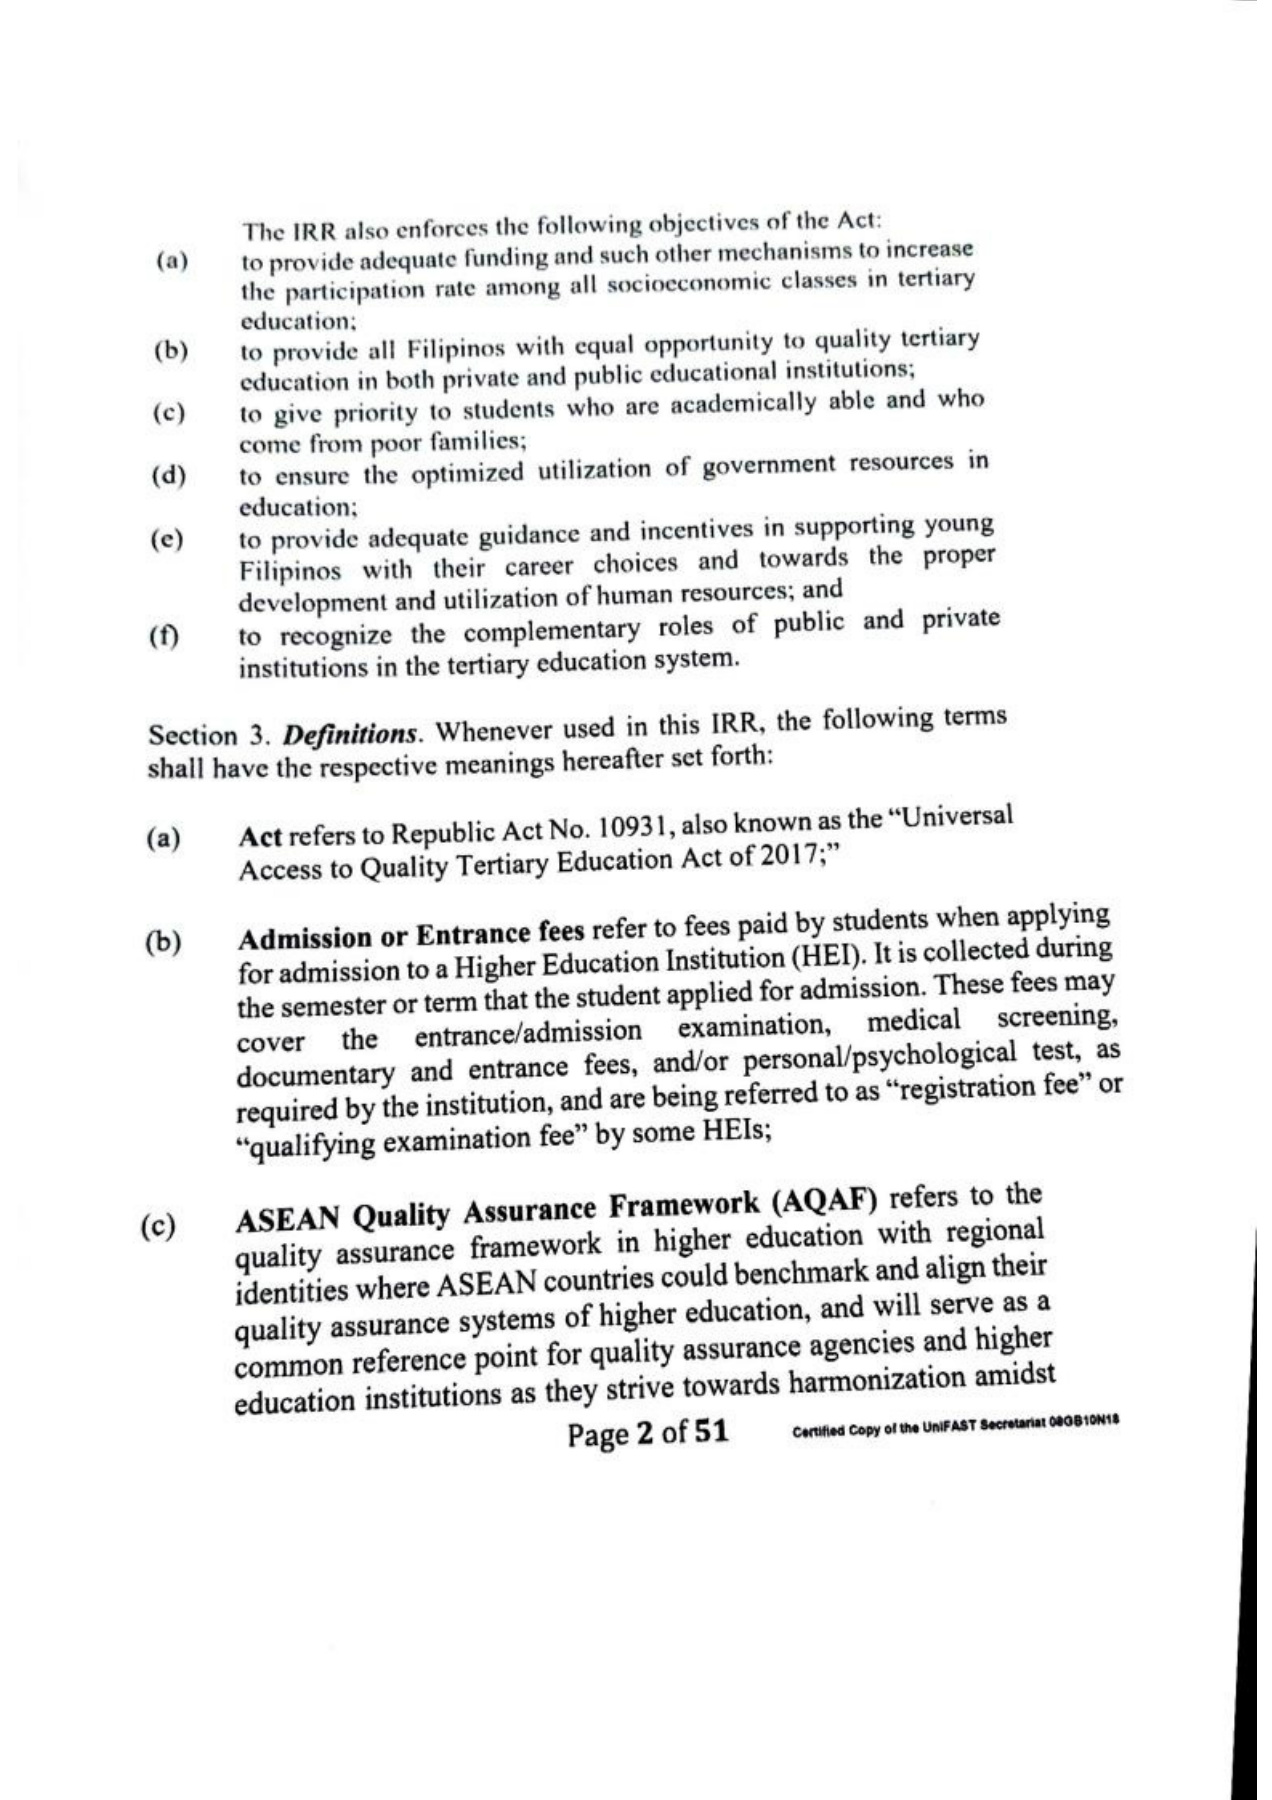 The IRR also enforces the following objectives of the Act:
(a) to provide adequate funding and such other mechanisms to increase
the participation rate among all socioeconomic classes in tertiary
education;
(b) to provide all Filipinos with equal opportunity to quality tertiary
education in both private and public educational institutions;
(c) to give priority to students who are academically able and who
come from poor families;
(d) to ensure the optimized utilization of government resources in
education;
(e) to provide adequate guidance and incentives in supporting young
Filipinos with their career choices and towards the proper
development and utilization of human resources; and
(f) to recognize the complementary roles of public and private
institutions in the tertiary education system.
Section 3. Definitions. Whenever used in this IRR, the following terms
shall have the respective meanings hereafter set forth:
(a) Act refers to Republic Act No. 10931, also known as the “Universal
Access to Quality Tertiary Education Act of 2017;”
(b) Admission or Entrance fees refer to fees paid by students when applying
for admission to a Higher Education Institution (HEI). It is collected during
the semester or term that the student applied for admission. These fees may
cover the entrance/admission examination, medical screening,
documentary and entrance fees, and/or personal/psychological test, as
required by the institution, and are being referred to as “registration fee” or
“qualifying examination fee” by some HEIs;
(c) ASEAN Quality Assurance Framework (AQAF) refers to the
quality assurance framework in higher education with regional
identities where ASEAN countries could benchmark and align their
quality assurance systems of higher education, and will serve as a
common reference point for quality assurance agencies and higher
education institutions as they strive towards harmonization amidst
Page 2 of 51 Certified Copy of the UniFAST Secretariat 08GB10N18